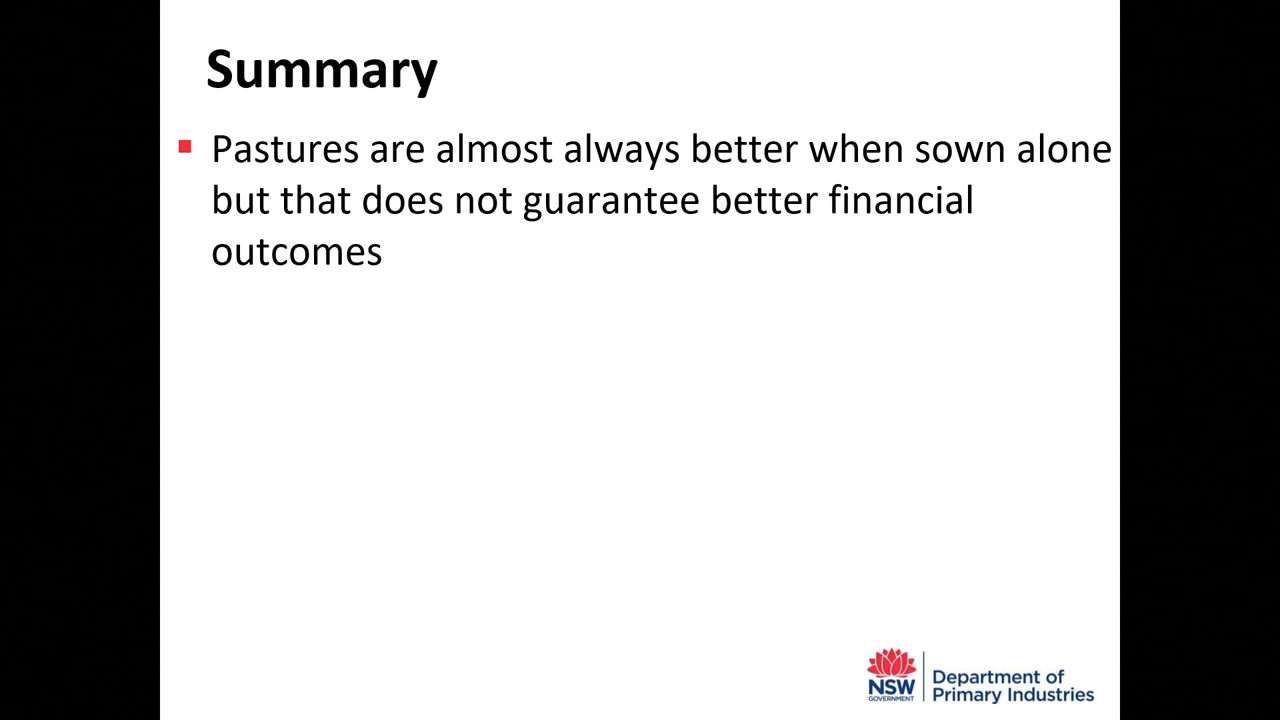 Summary
Pastures are almost always better when sown alone
but that does not guarantee better financial
outcomes
NSW
GOVERNMENT
Department of
Primary Industries